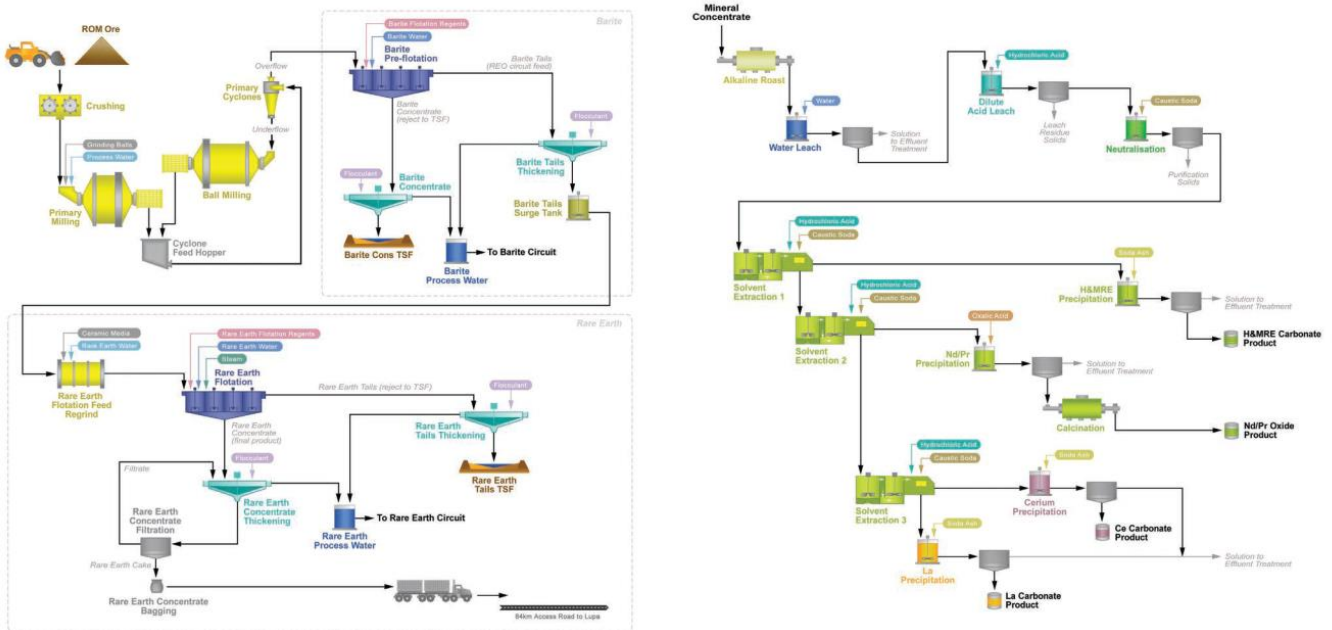 ROM Ore
Crushing
Grinding Balls
Process Water
Primary
Milling
Cyclone
Feed Hopper
Ball Milling
Overflow
Primary
Cyclones
Underflow
Barite
Barite Flotation Regents
Barite Water
Barite
Pre-flotation
Barite Tails
(REO circuit feed)
Barite
Concentrate
(reject to TSF)
Flocculant
Barite Tails
Thickening
Flocculant
Barite
Concentrate
Barite Tails
Surge Tank
Barite Cons TSF
To Barite Circuit
Barite
Process Water
Rare Earth
Ceramic Media
Rare Earth Water
Rare Earth
Flotation Feed
Regrind
Rare Earth Flotation Regents
Rare Earth Water
Steam
Rare Earth
Flotation
Rare Earth Tails (reject to TSF)
Flocculant
Rare Earth
Tails Thickening
Rare Earth
Concentrate
(final product)
Rare Earth
Tails TSF
Filtrate
Flocculant
Rare Earth
Concentrate
Thickening
Rare Earth
Concentrate
Filtration
To Rare Earth Circuit
Rare Earth
Process Water
Rare Earth Cake
Rare Earth Concentrate
Bagging
84km Access Road to Lupa
Mineral
Concentrate
Alkaline Roast
Water
Water Leach
Solution
to Effluent
Treatment
Hydrochloric Acid
Dilute
Acid Leach
Leach
Residue
Solids
Caustic Soda
Neutralisation
Purification
Solids
Hydrochloric Acid
Caustic Soda
Solvent
Extraction 1
Soda Ash
H&MRE
Precipitation
Solution to
Effluent Treatment
H&MRE Carbonate
Product
Hydrochloric Acid
Caustic Soda
Solvent
Extraction 2
Oxalic Acid
Nd/Pr
Precipitation
Solution to
Effluent Treatment
Calcination
Nd/Pr Oxide
Product
Hydrochloric Acid
Caustic Soda
Solvent
Extraction 3
Soda Ash
Cerium
Precipitation
Ce Carbonate
Product
Soda Ash
La
Precipitation
Solution to
Effluent Treatment
La Carbonate
Product